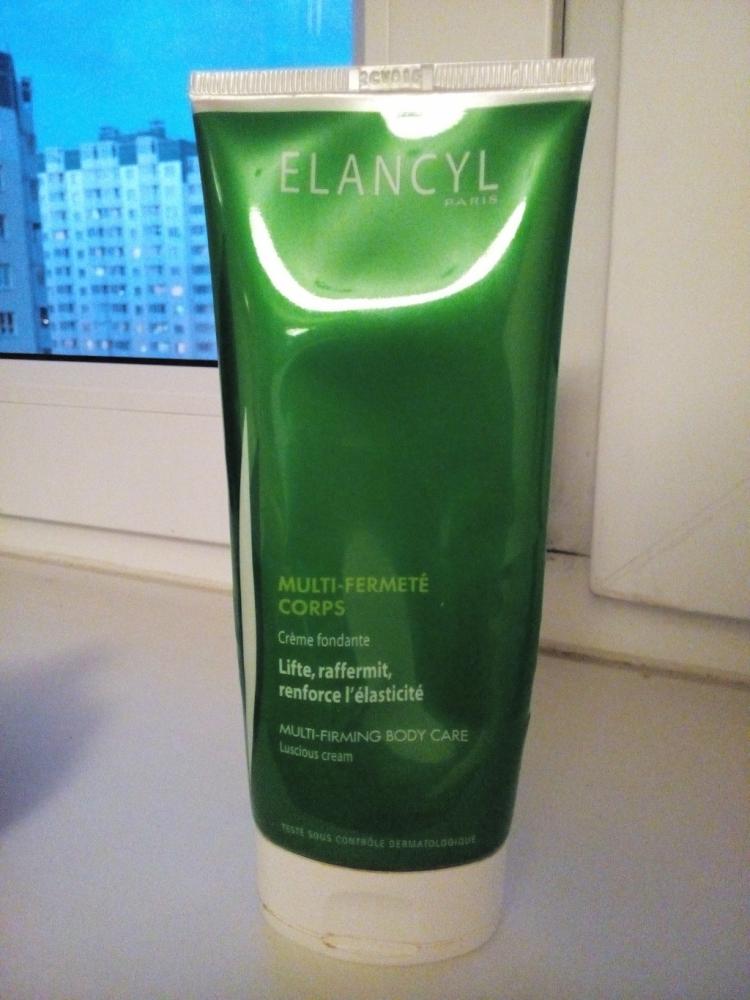 ELANCYL
PARIS
MULTI-FERMETÉ
CORPS
Crème fondante
Lifte, raffermit,
renforce l'élasticité
MULTI-FIRMING BODY CARE
Luscious cream
TESTÉ SOUS CONTRÔLE DERMATOLOGIQUE